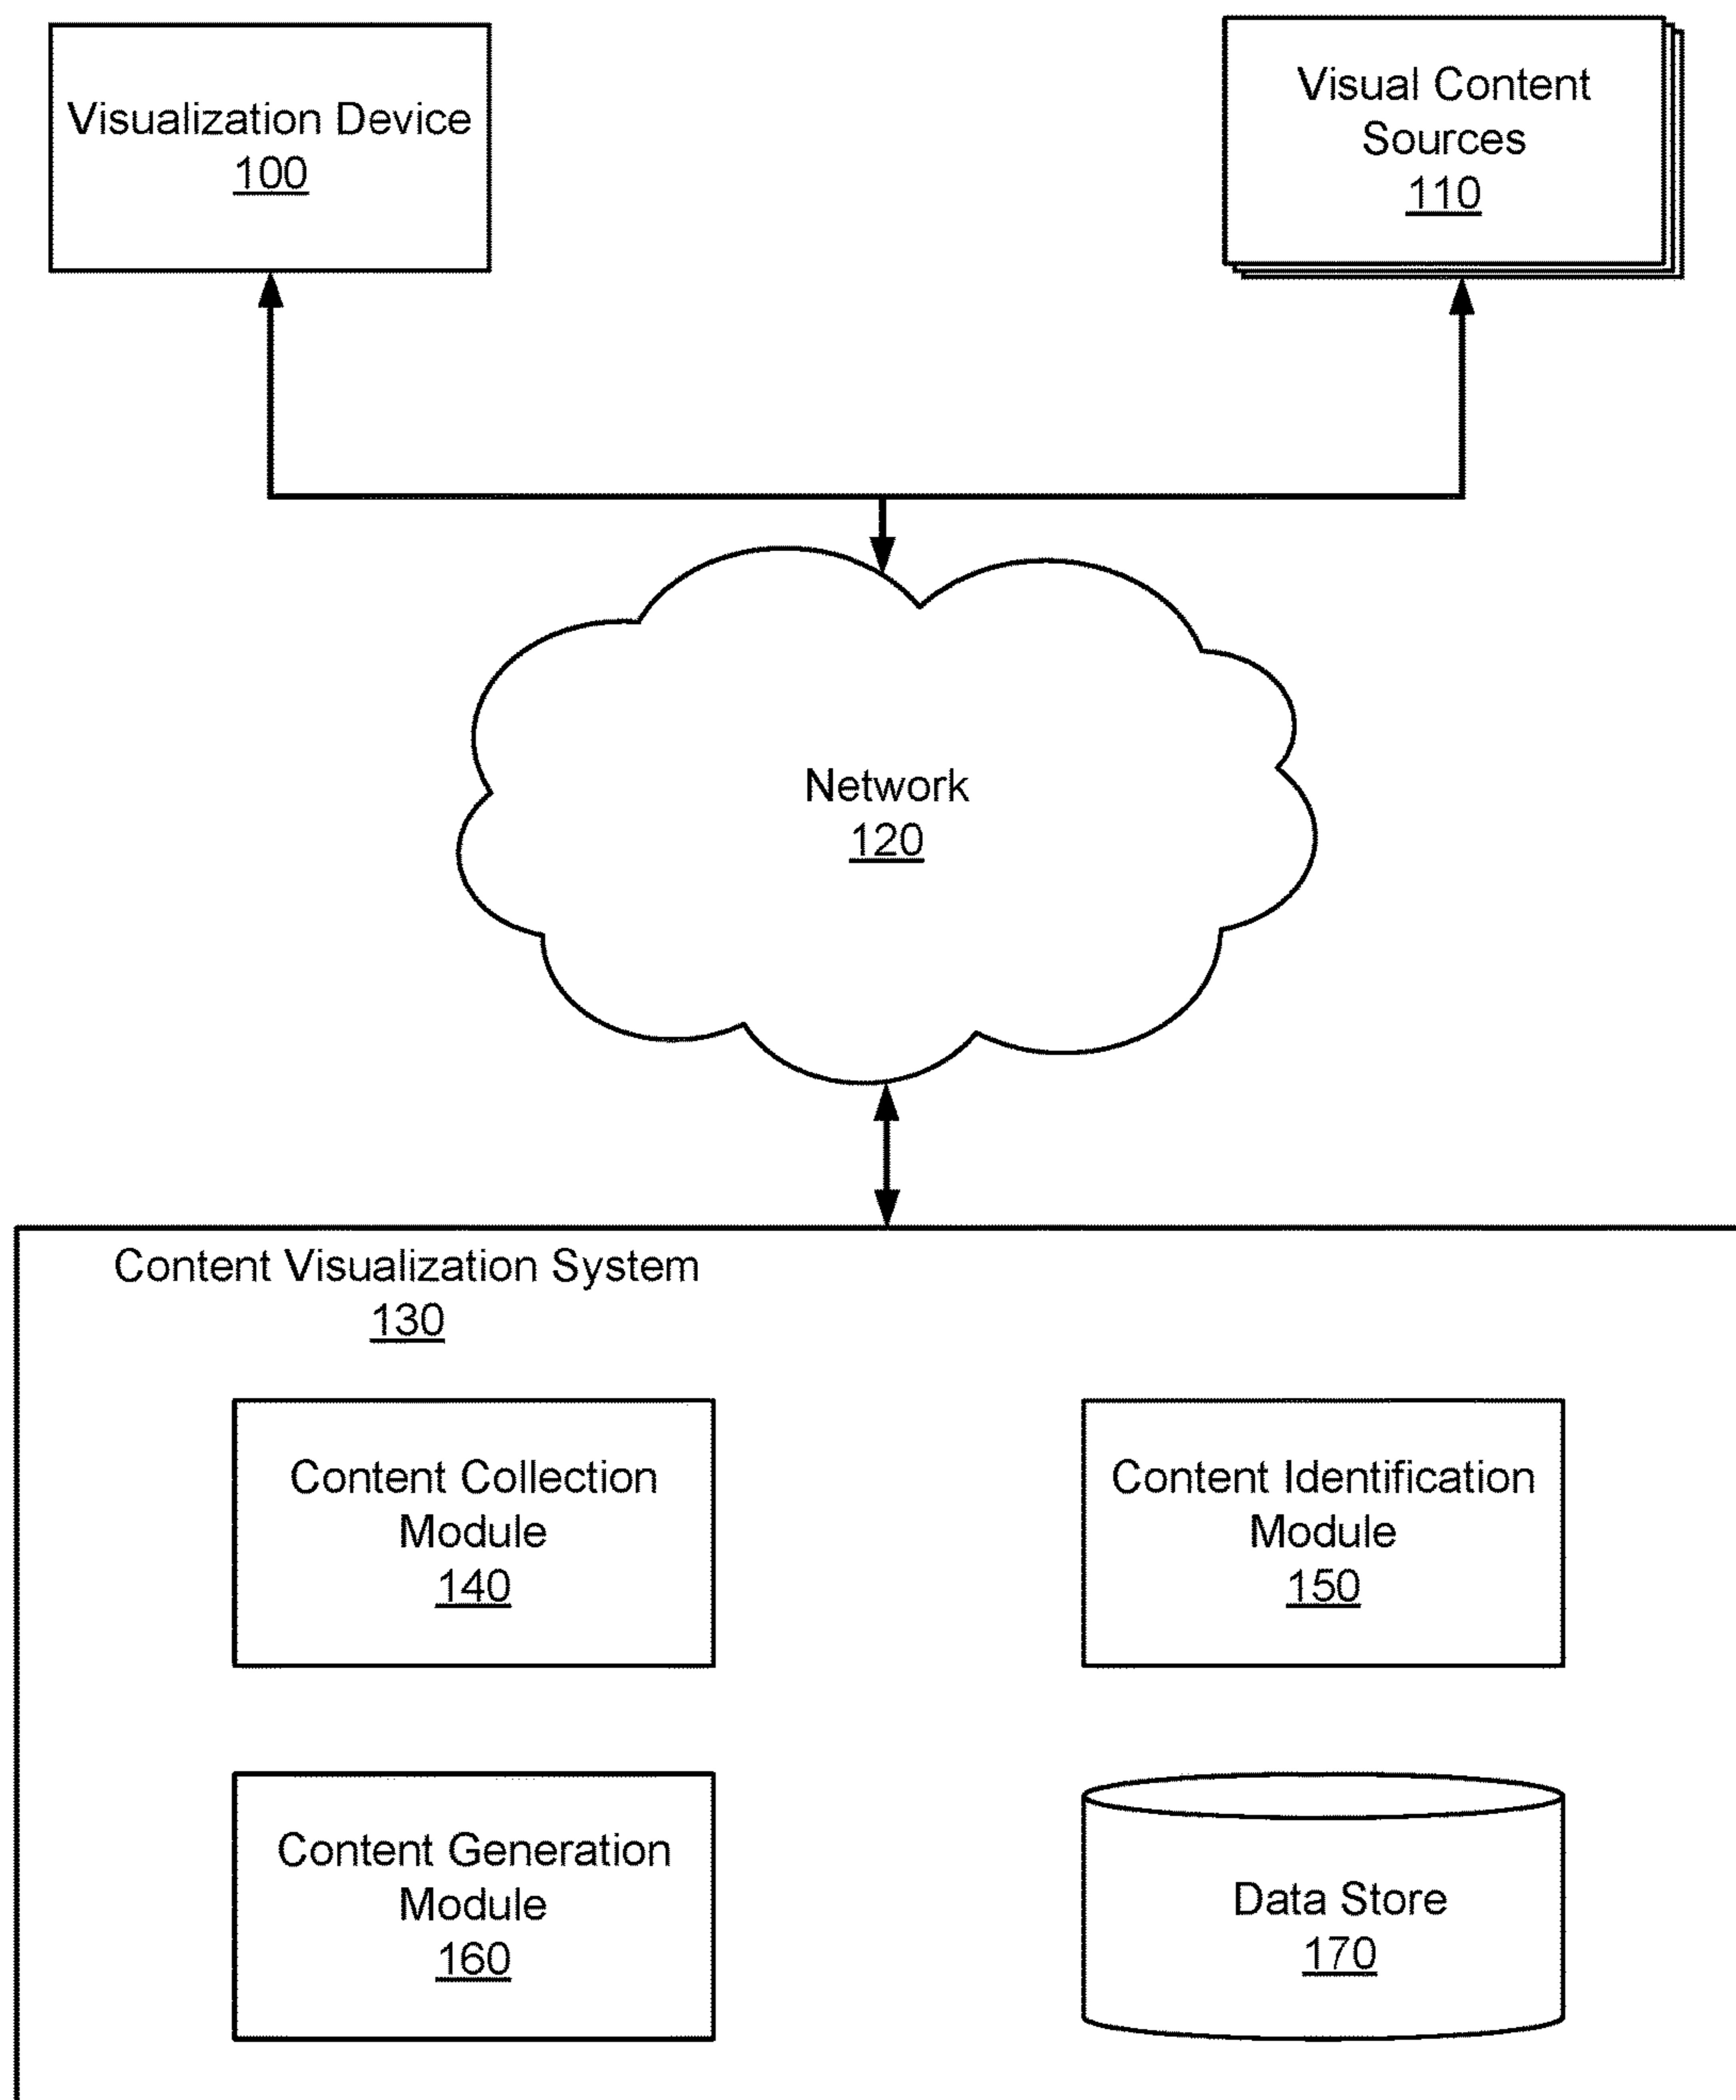 Visualization Device
100
Visual Content
Sources
110
Network
120
Content Visualization System
130
Content Collection
Module
140
Content Identification
Module
150
Content Generation
Module
160
Data Store
170